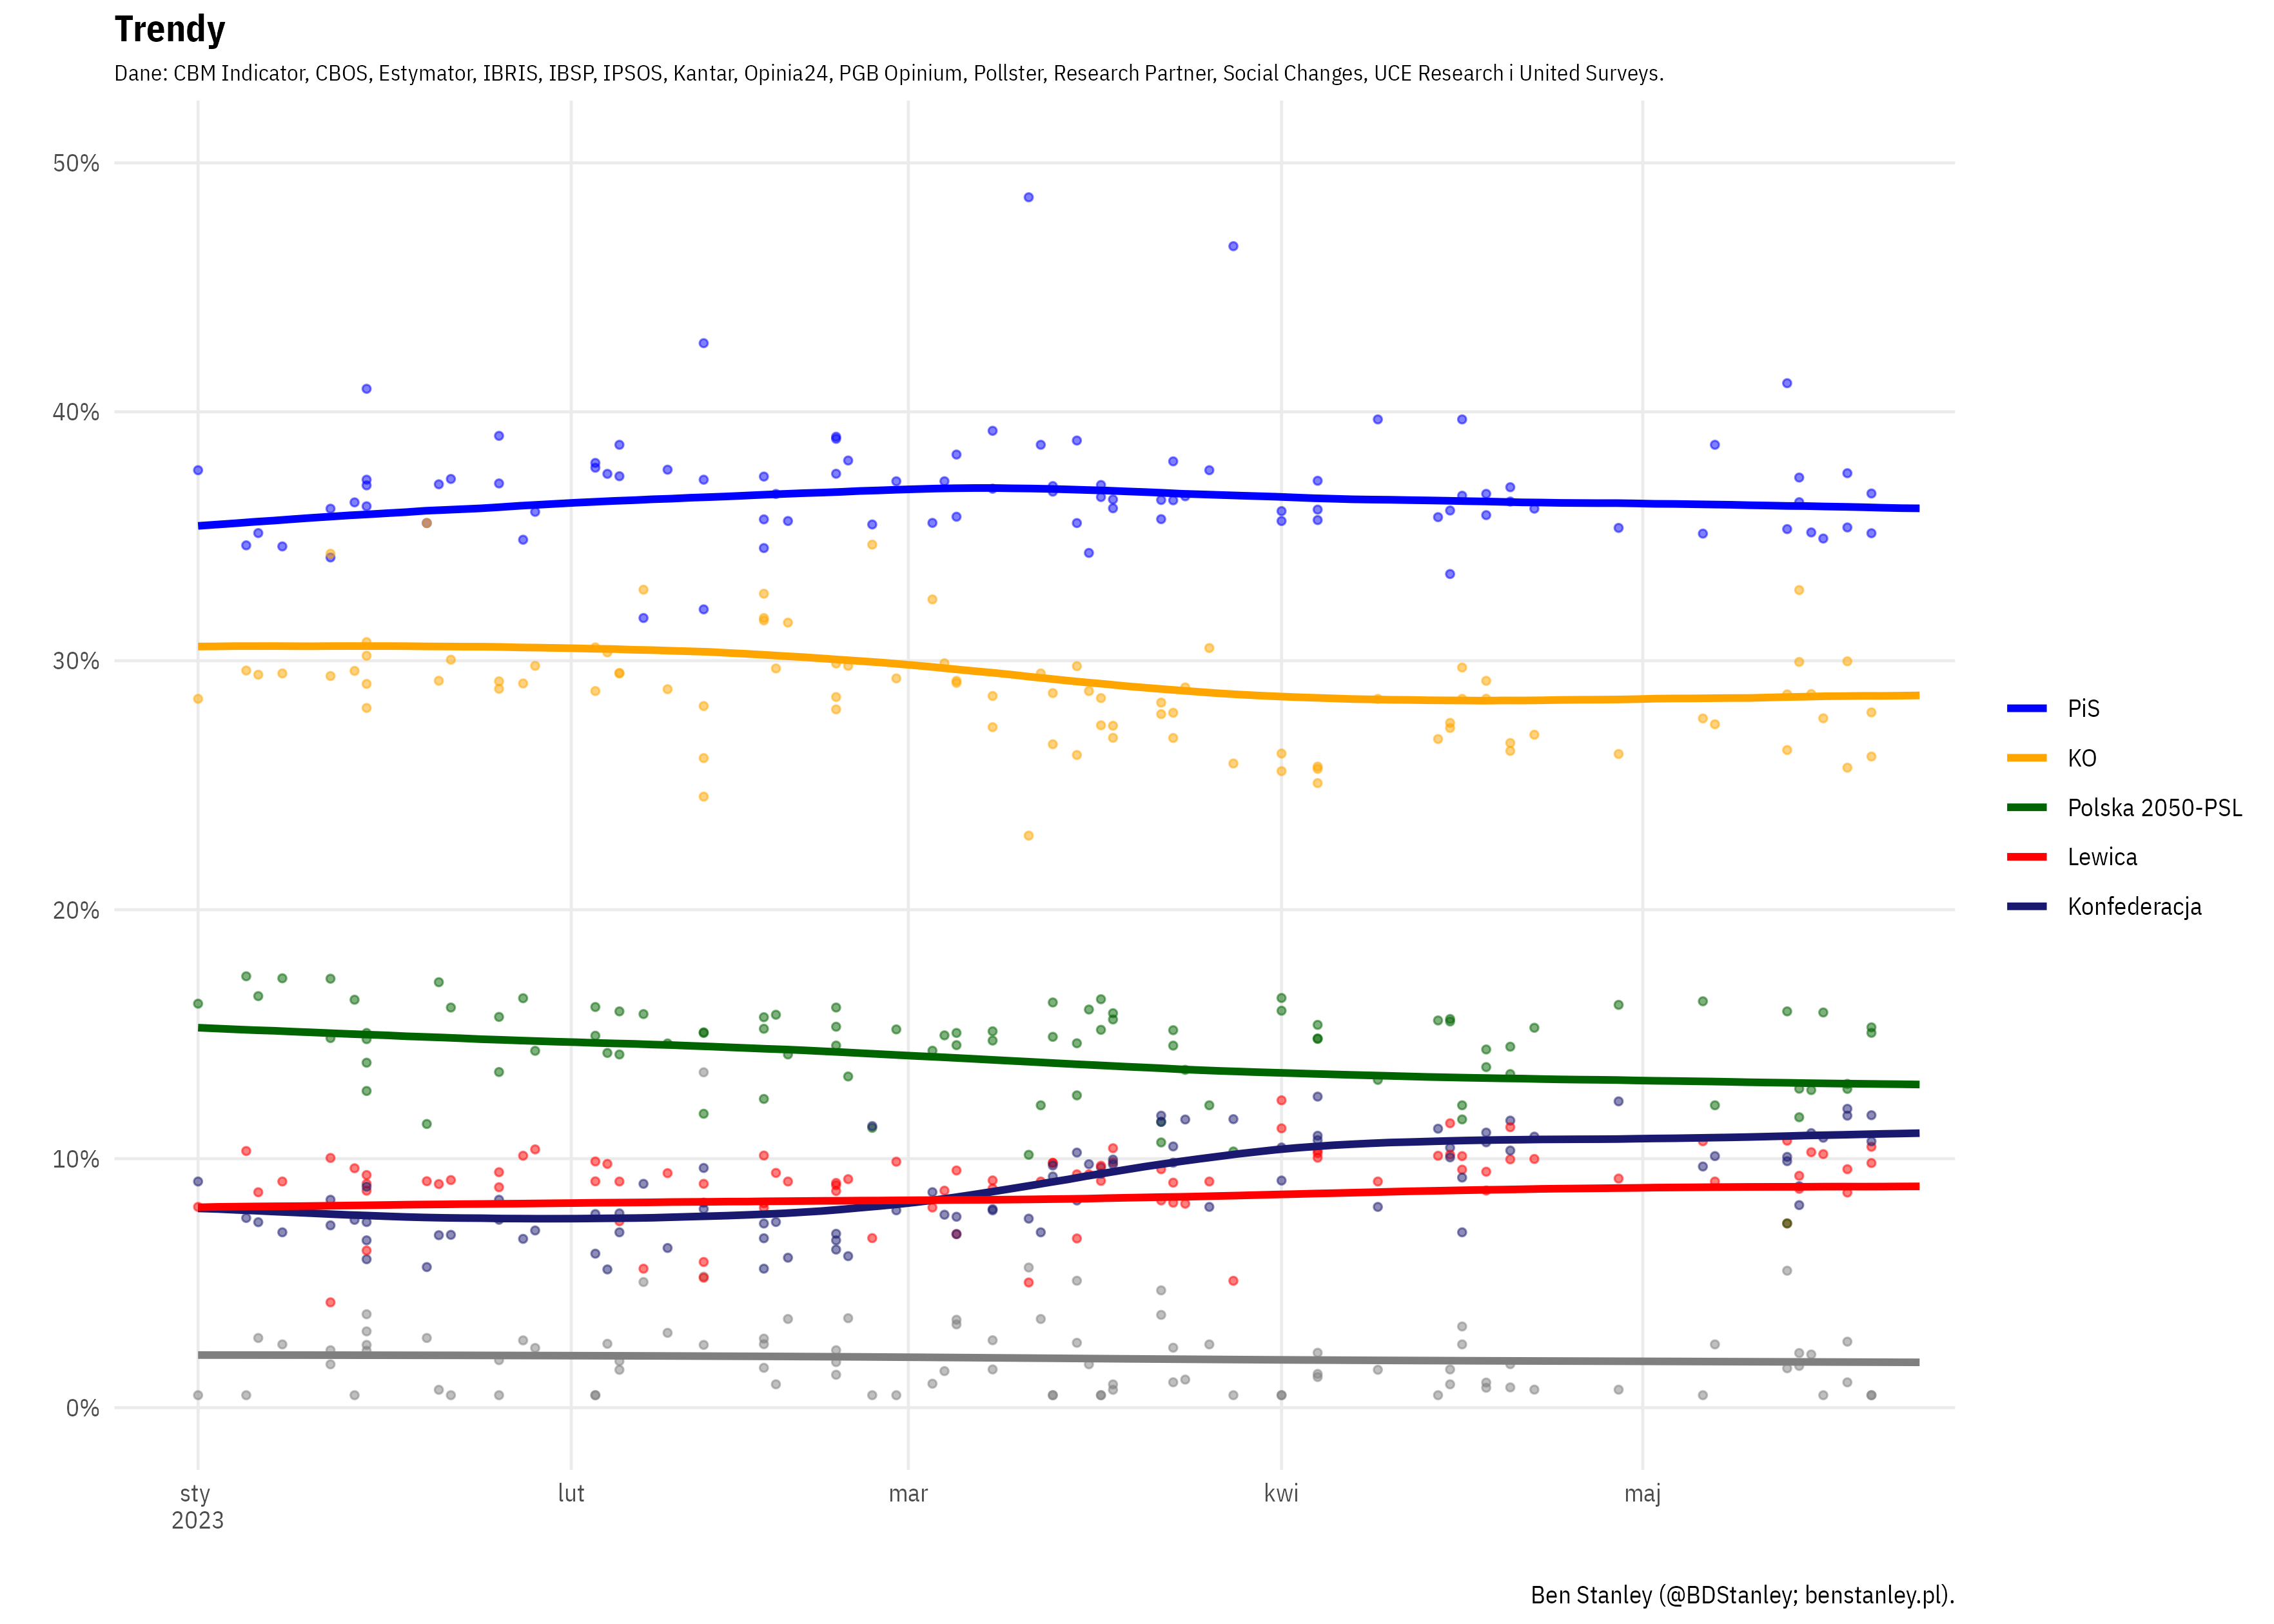 Trendy
Dane: CBM Indicator, CBOS, Estymator, IBRIS, IBSP, IPSOS, Kantar, Opinia24, PGB Opinium, Pollster, Research Partner, Social Changes, UCE Research i United Surveys.
50%
40%
30%
20%
10%
0%
sty
2023
lut
mar
kwi
maj
PiS
KO
Polska 2050-PSL
Lewica
Konfederacja
Ben Stanley (@BDStanley; benstanley.pl).